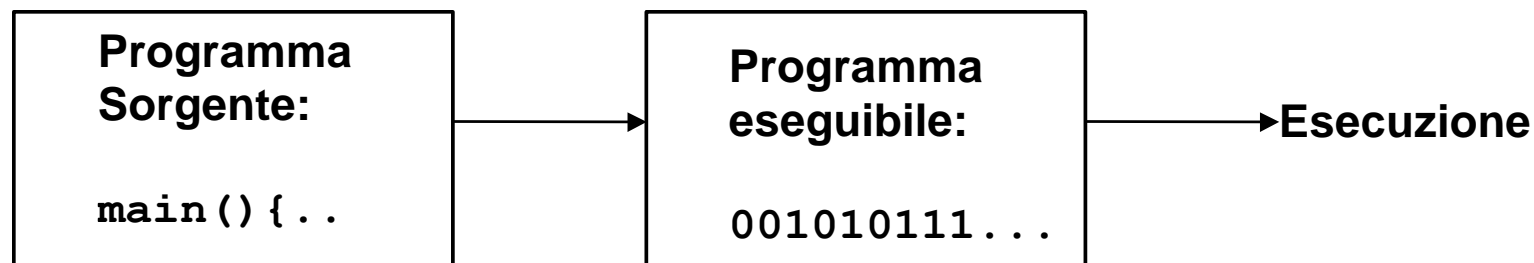 Programma
Sorgente:
main(){..
Programma
eseguibile:
001010111...
Esecuzione